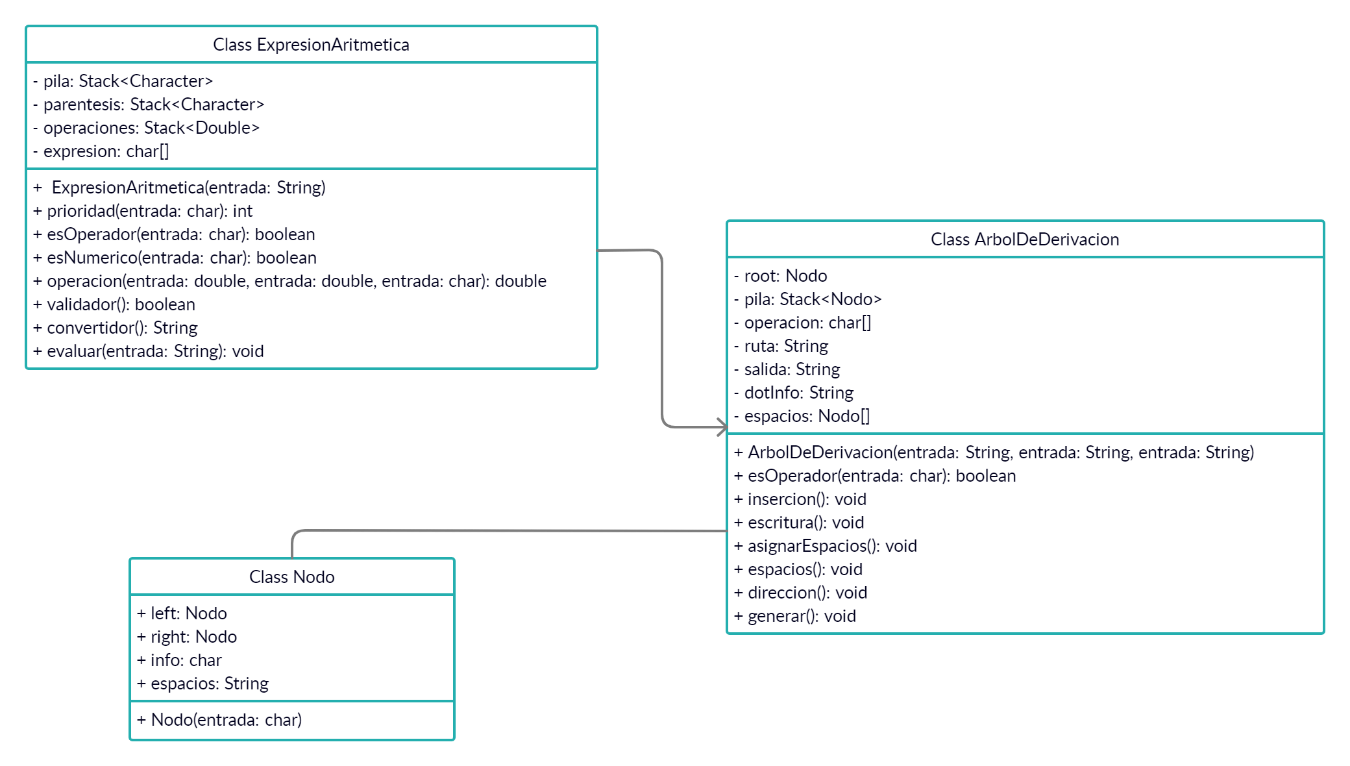 Class ExpresionAritmetica
- pila: Stack<Character>
- parentesis: Stack<Character>
- operaciones: Stack<Double>
- expresion: char[]
+ ExpresionAritmetica(entrada: String)
+ prioridad(entrada: char): int
+ esOperador(entrada: char): boolean
+ esNumerico(entrada: char): boolean
+ operacion(entrada: double, entrada: double, entrada: char): double
+ validador(): boolean
+ convertidor(): String
+ evaluar(entrada: String): void
Class ArbolDeDerivacion
- root: Nodo
- pila: Stack<Nodo>
- operacion: char[]
- ruta: String
- salida: String
- dotInfo: String
- espacios: Nodo[]
+ ArbolDeDerivacion(entrada: String, entrada: String, entrada: String)
+ esOperador(entrada: char): boolean
+ insercion(): void
+ escritura(): void
+ asignarEspacios(): void
+ espacios(): void
+ direccion(): void
+ generar(): void
Class Nodo
+ left: Nodo
+ right: Nodo
+ info: char
+ espacios: String
+ Nodo(entrada: char)